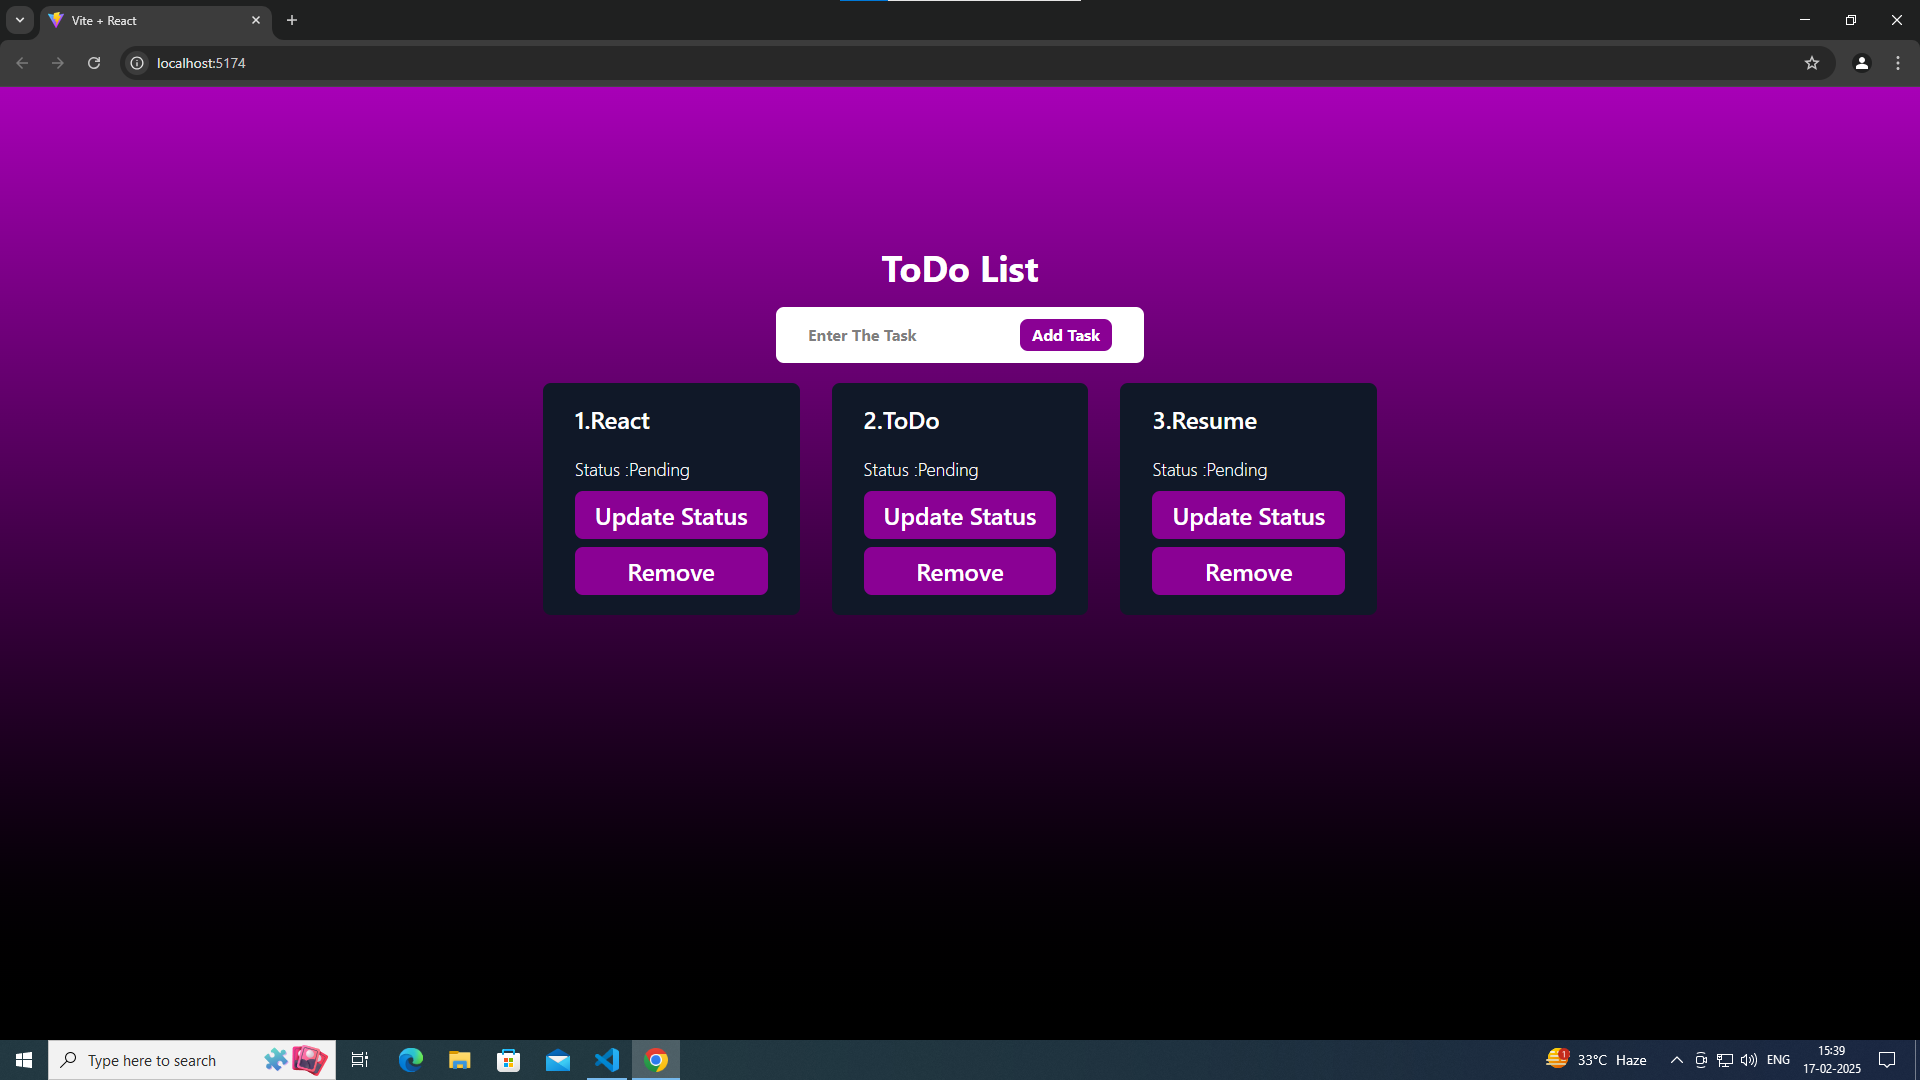 Vite + React
localhost:5174
ToDo List
Enter The Task
Add Task
1.React
Status :Pending
Update Status
Remove
2.ToDo
Status :Pending
Update Status
Remove
3.Resume
Status :Pending
Update Status
Remove
Type here to search
1
33°C Haze
ENG
15:39
17-02-2025